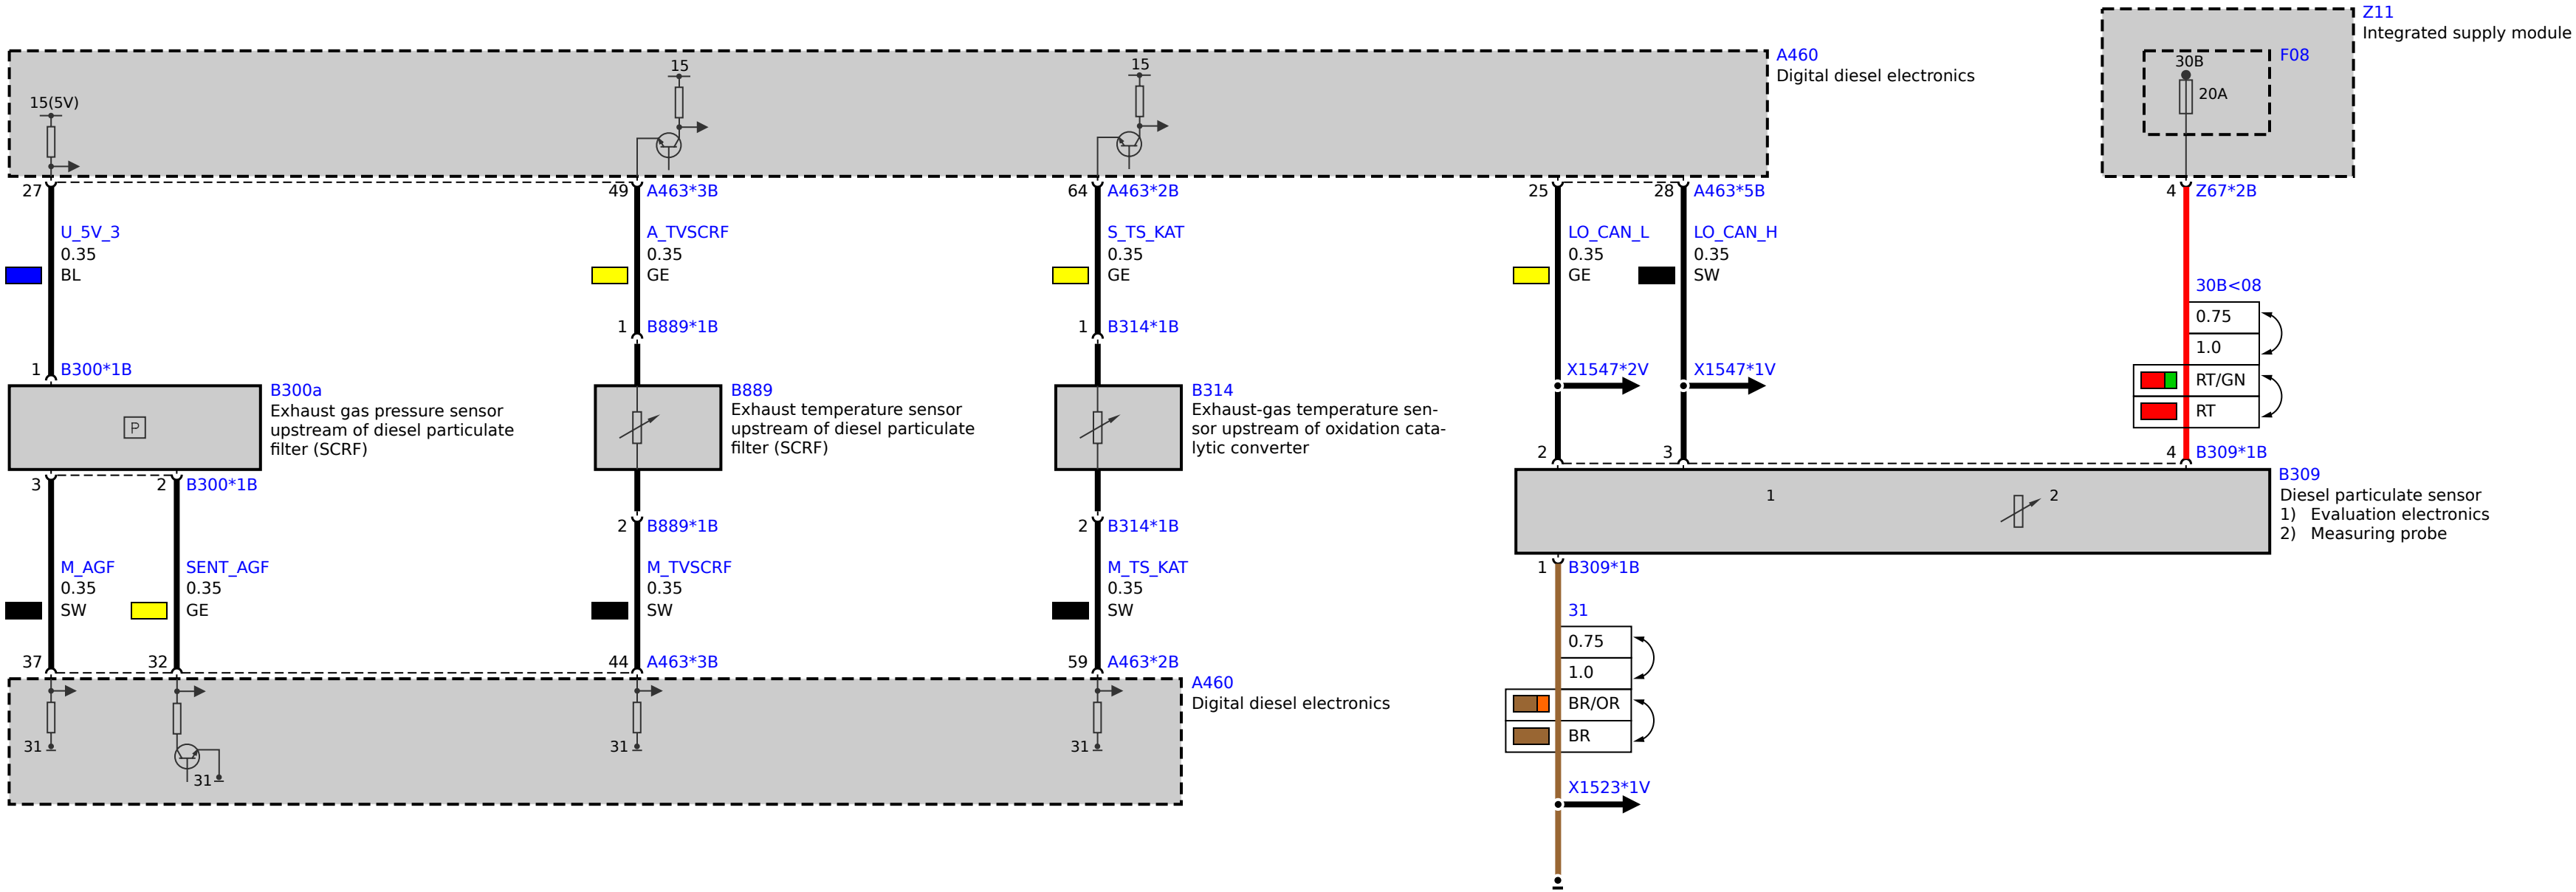 Z11
Integrated supply module
A460
Digital diesel electronics
F08
30B
20A
15
15
15(5V)
27
49
A463*3B
64
A463*2B
25
28
A463*5B
4
Z67*2B
U_5V_3
0.35
BL
A_TVSCRF
0.35
GE
S_TS_KAT
0.35
GE
LO_CAN_L
0.35
GE
LO_CAN_H
0.35
SW
30B<08
0.75
1.0
RT/GN
RT
1
B300*1B
1
B889*1B
1
B314*1B
X1547*2V
X1547*1V
B300a
Exhaust gas pressure sensor
upstream of diesel particulate
filter (SCRF)
P
B889
Exhaust temperature sensor
upstream of diesel particulate
filter (SCRF)
B314
Exhaust-gas temperature sen-
sor upstream of oxidation cata-
lytic converter
2
3
4
B309*1B
B309
Diesel particulate sensor
1) Evaluation electronics
2) Measuring probe
1
2
3
2
B300*1B
2
B889*1B
2
B314*1B
1
B309*1B
M_AGF
0.35
SW
SENT_AGF
0.35
GE
M_TVSCRF
0.35
SW
M_TS_KAT
0.35
SW
31
0.75
1.0
BR/OR
BR
37
32
44
A463*3B
59
A463*2B
A460
Digital diesel electronics
31
31
31
31
X1523*1V